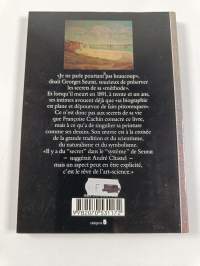 «Je ne parle pourtant pas beaucoup»,
disait Georges Seurat, soucieux de préserver
les secrets de sa «méthode».
Et lorsqu'il meurt en 1891, à trente et un ans,
ses intimes avouent déjà que «sa biographie
est plane et dépourvue de faits pittoresques».
Ce n'est donc pas aux secrets de sa vie
que Françoise Cachin consacre ce livre,
mais à ce qu'a de singulier sa peinture
comme ses dessins. Son œuvre est à la croisée
de la grande tradition et du scientisme,
du naturalisme et du symbolisme.
«Il y a du "secret" dans le "système" de Seurat
— suggérait André Chastel —
mais un aspect peut en être explicité,
c'est le rêve de l'art-science.»